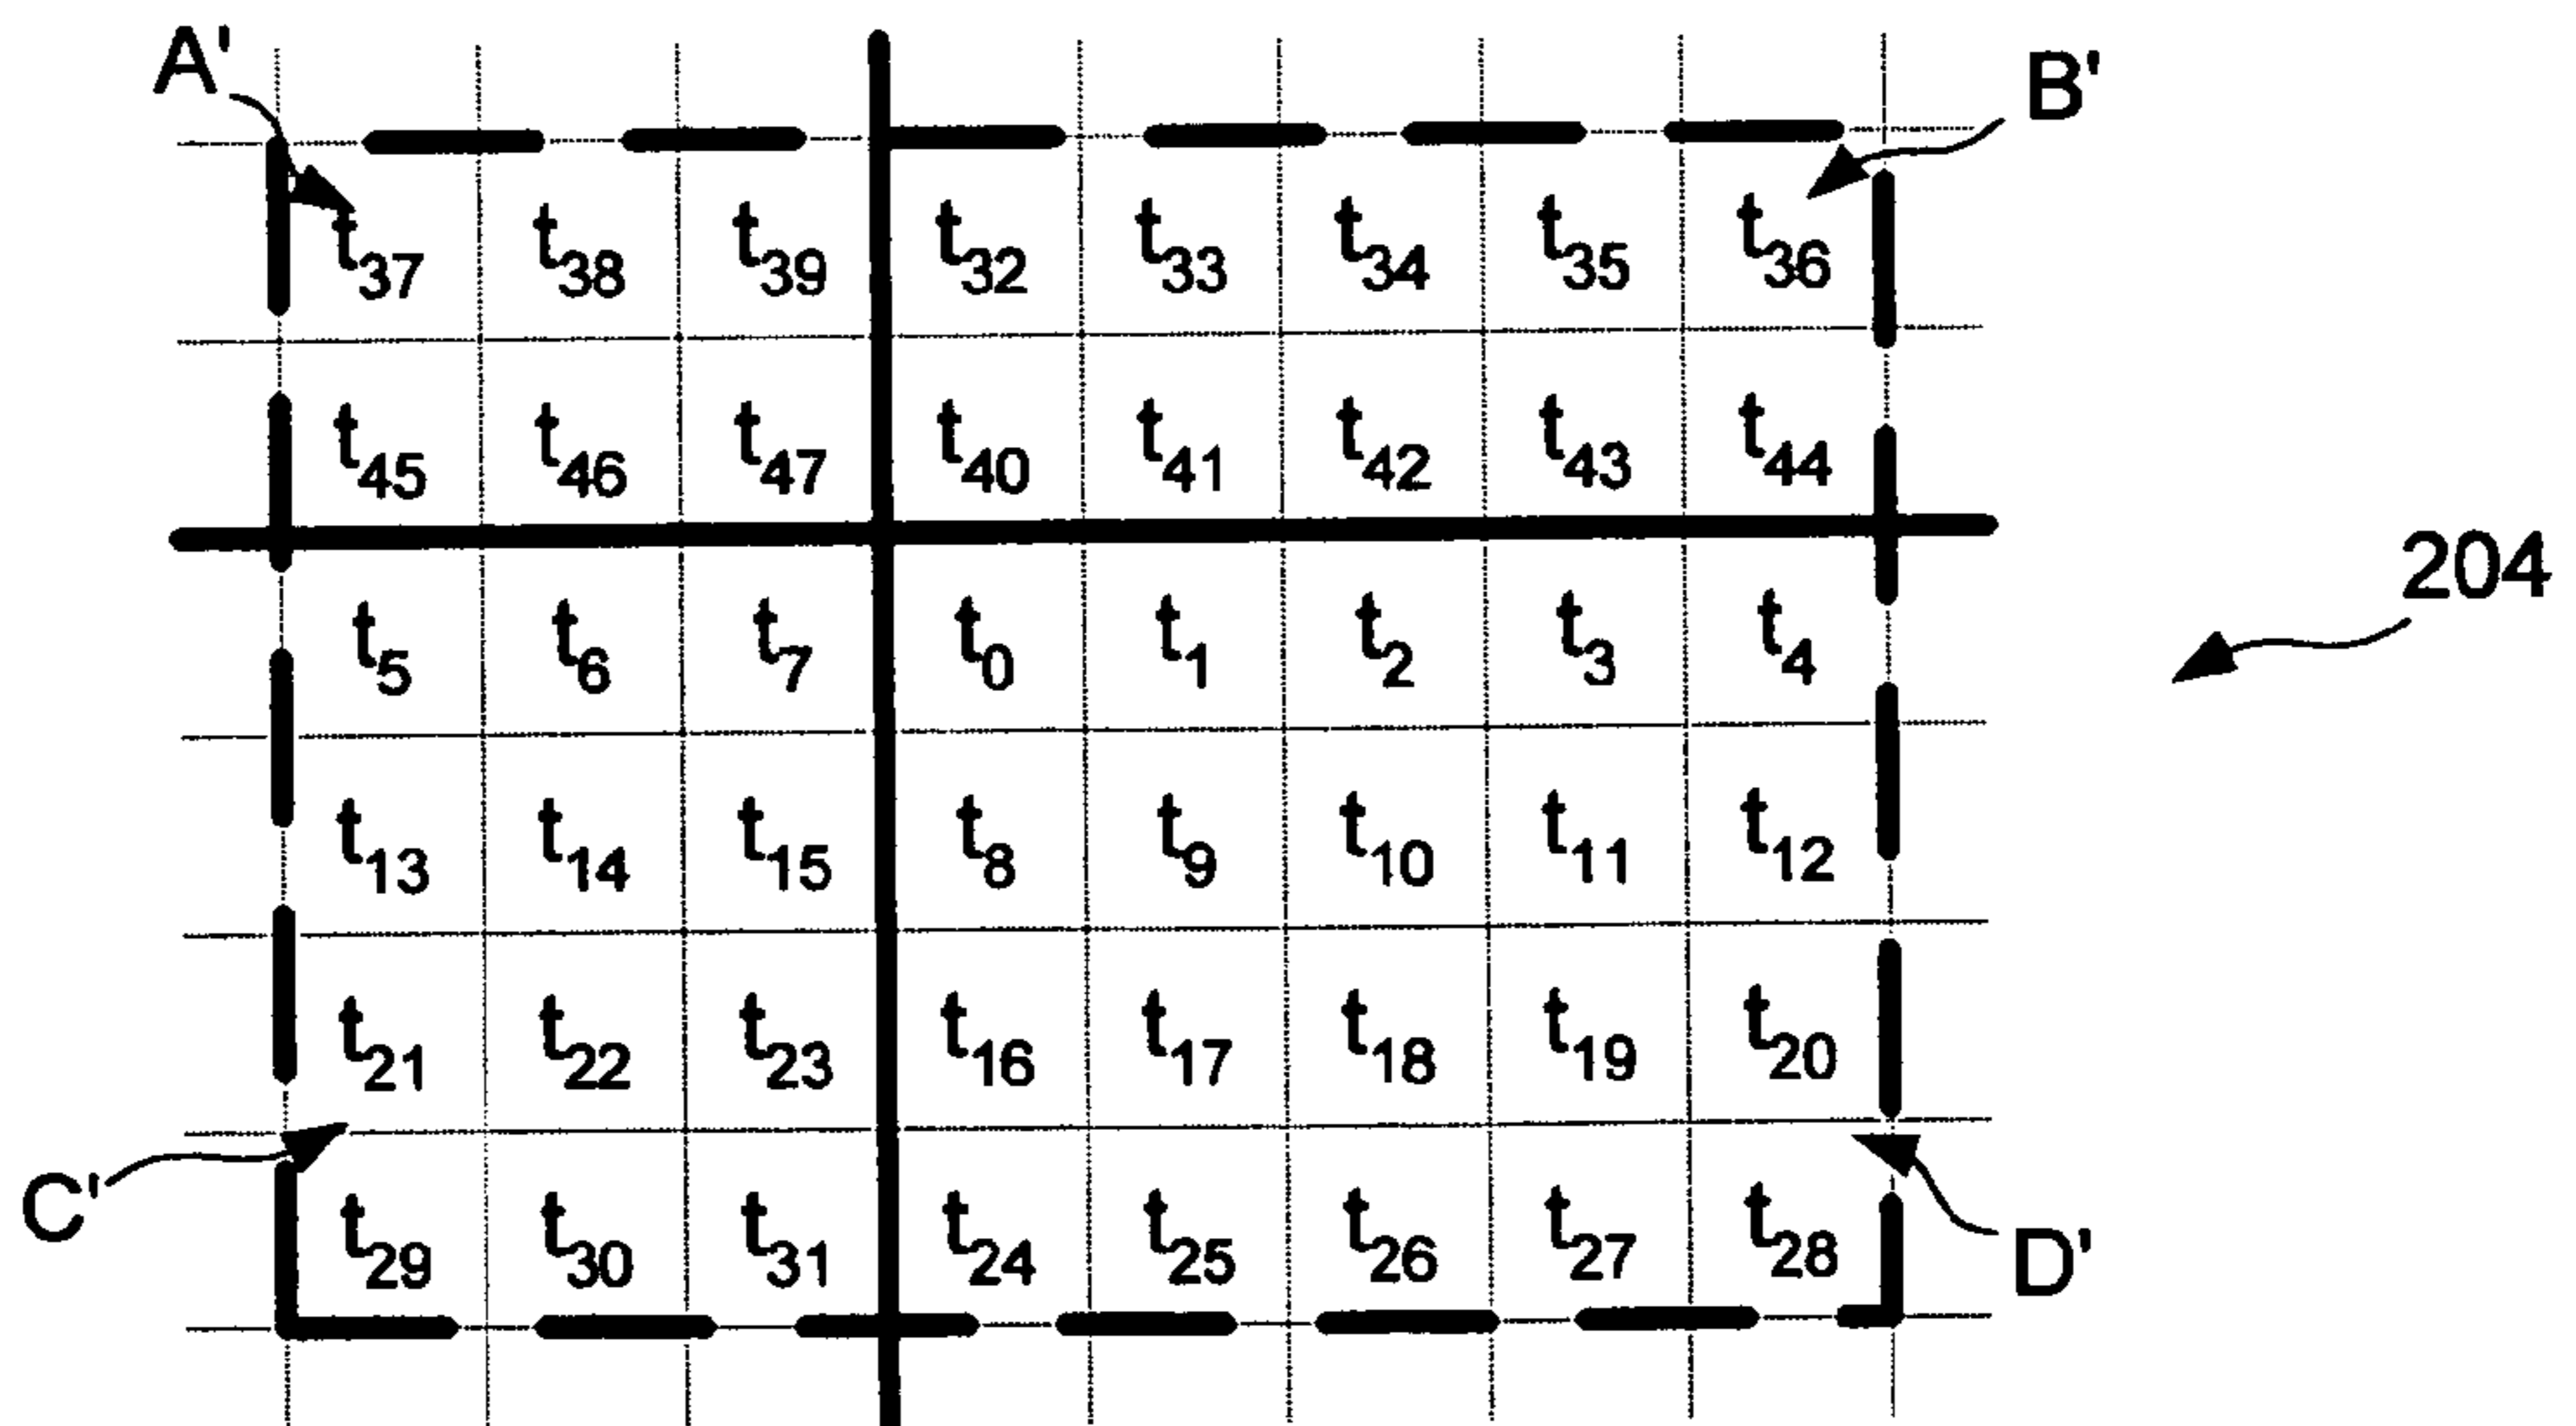 A' B'
t37 t38 t39 t32 t33 t34 t35 t36
t45 t46 t47 t40 t41 t42 t43 t44
204
t5 t6 t7 t0 t1 t2 t3 t4
t13 t14 t15 t8 t9 t10 t11 t12
t21 t22 t23 t16 t17 t18 t19 t20
C' t29 t30 t31 t24 t25 t26 t27 t28 D'